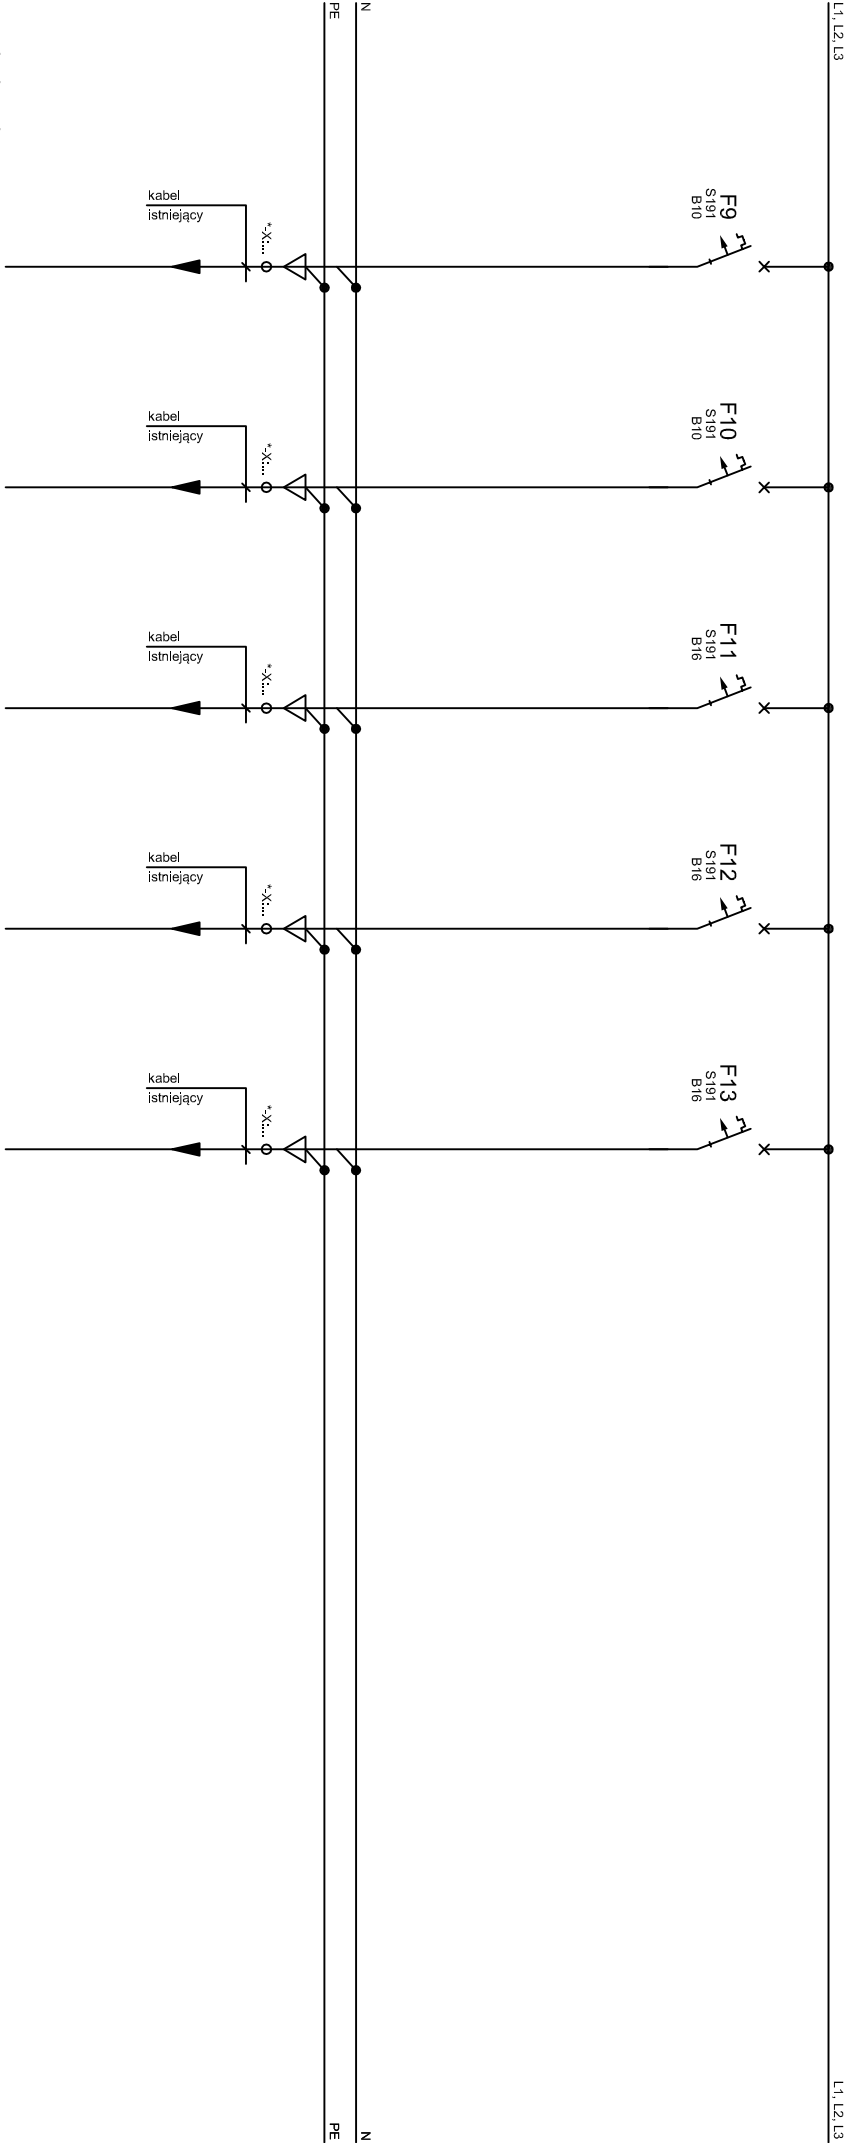 L1, L2, L3
N
PE
F9
S191
B10
kabel
istniejący
*-X:...
F10
S191
B10
kabel
istniejący
*-X:...
F11
S191
B16
kabel
istniejący
*-X:...
F12
S191
B16
kabel
istniejący
*-X:...
F13
S191
B16
kabel
istniejący
*-X:...
L1, L2, L3
N
PE